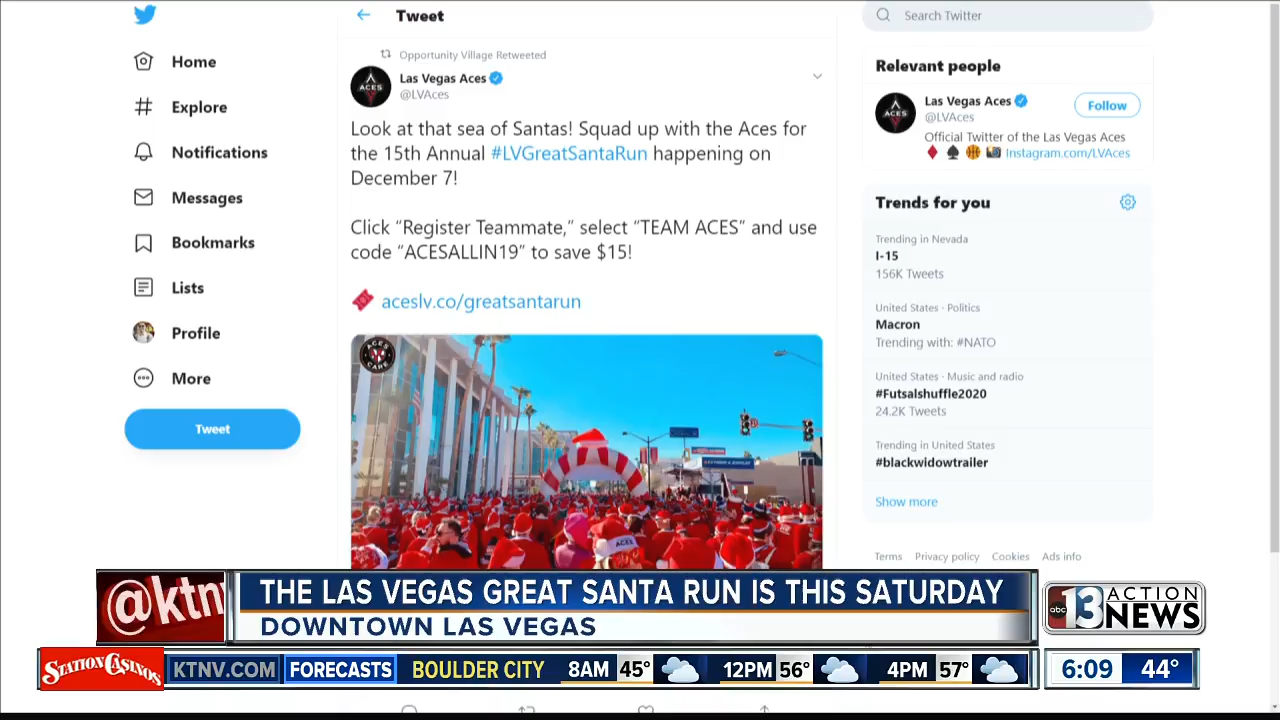 Home
Explore
Notifications
Messages
Bookmarks
Lists
Profile
More
Tweet
Tweet
Opportunity Village Retweeted
Las Vegas Aces
@LVAces
Look at that sea of Santas! Squad up with the Aces for
the 15th Annual #LVGreatSantaRun happening on
December 7!
Click “Register Teammate,” select “TEAM ACES” and use
code “ACESALLIN19” to save $15!
aceslv.co/greatsantarun
ACES
CARE
ACES
Search Twitter
Relevant people
ACES
Las Vegas Aces
@LVAces
Follow
Official Twitter of the Las Vegas Aces
Instagram.com/LVAces
Trends for you
Trending in Nevada
I-15
156K Tweets
United States · Politics
Macron
Trending with: #NATO
United States · Music and radio
#Futsalshuffle2020
24.2K Tweets
Trending in United States
#blackwidowtrailer
Show more
Terms Privacy policy Cookies Ads info
@ktn
THE LAS VEGAS GREAT SANTA RUN IS THIS SATURDAY
DOWNTOWN LAS VEGAS
abc 13 ACTION NEWS
STATION CASINOS KTNV.COM FORECASTS BOULDER CITY 8AM 45° 12PM 56° 4PM 57°
6:09 44°